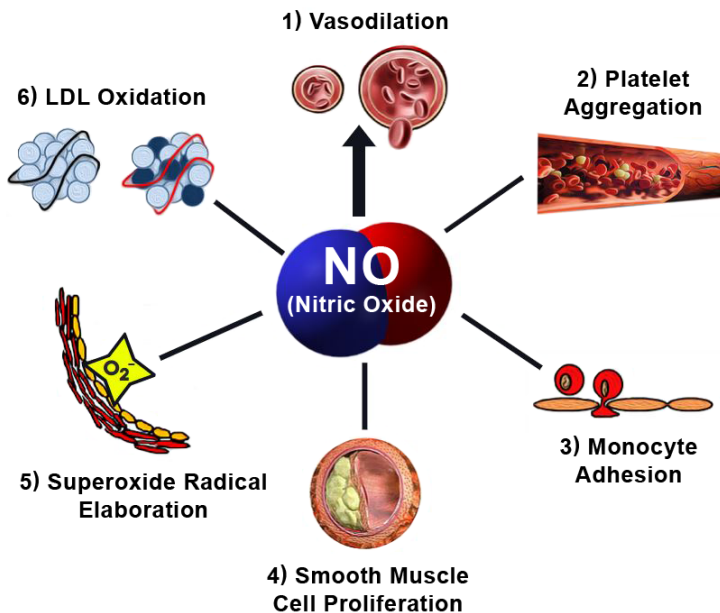 1) Vasodilation
2) Platelet
Aggregation
6) LDL Oxidation
NO
(Nitric Oxide)
O₂⁻
3) Monocyte
Adhesion
5) Superoxide Radical
Elaboration
4) Smooth Muscle
Cell Proliferation